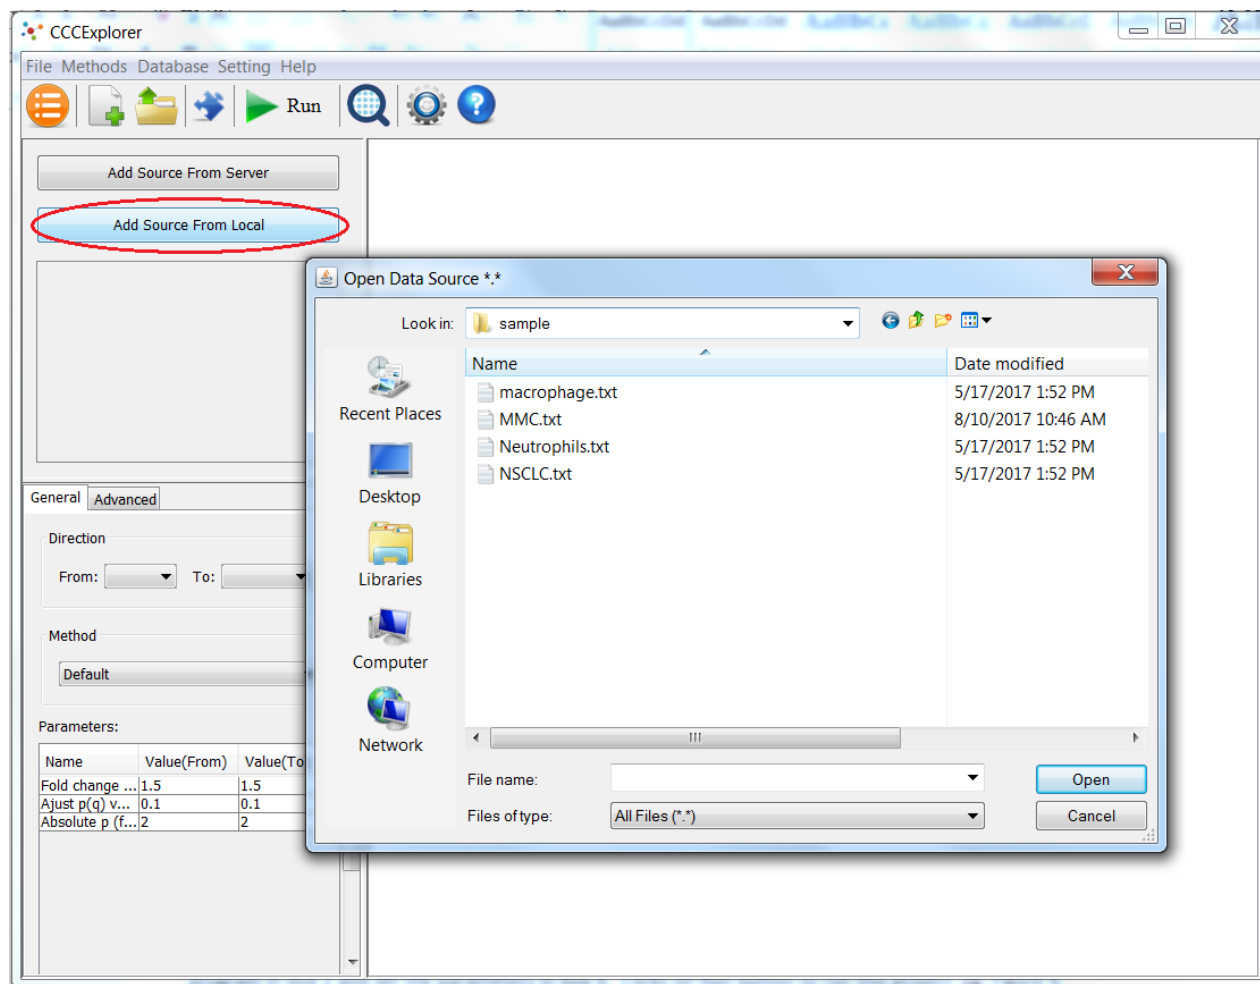 CCCExplorer
File Methods Database Setting Help
Run
Add Source From Server
Add Source From Local
Open Data Source *.*
Look in: sample
Name Date modified
macrophage.txt 5/17/2017 1:52 PM
MMC.txt 8/10/2017 10:46 AM
Neutrophils.txt 5/17/2017 1:52 PM
NSCLC.txt 5/17/2017 1:52 PM
Recent Places
Desktop
Libraries
Computer
Network
File name: Open
Files of type: All Files (*.*) Cancel
General Advanced
Direction
From: To:
Method
Default
Parameters:
Name Value(From) Value(To
Fold change ... 1.5 1.5
Ajust p(q) v... 0.1 0.1
Absolute p (f... 2 2